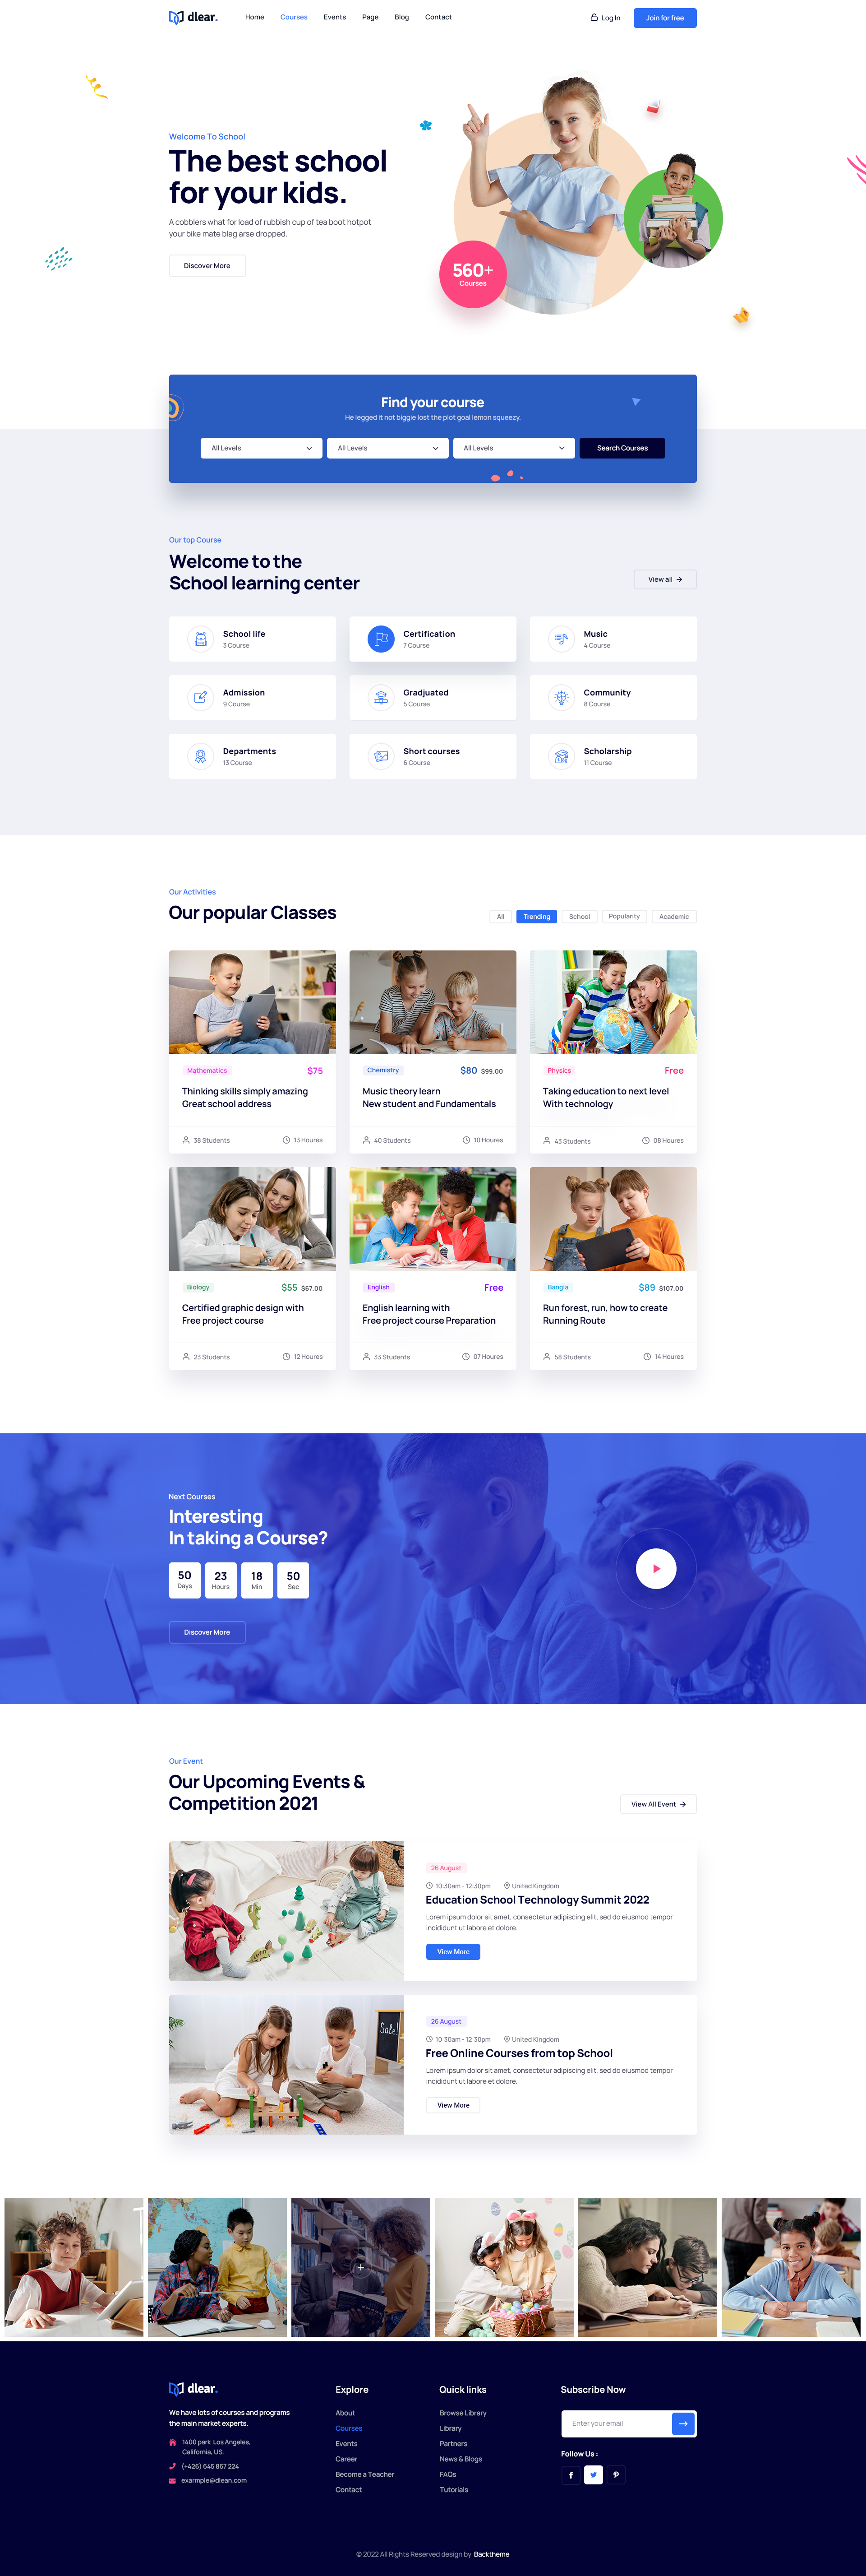 dlear.
Home Courses Events Page Blog Contact
Log In
Join for free
Welcome To School
The best school
for your kids.
A cobblers what for load of rubbish cup of tea boot hotpot
your bike mate blag arse dropped.
Discover More
560+
Courses
Find your course
He legged it not biggie lost the plot goal lemon squeezy.
All Levels
All Levels
All Levels
Search Courses
Our top Course
Welcome to the
School learning center
View all
School life
3 Course
Certification
7 Course
Music
4 Course
Admission
9 Course
Gradjuated
5 Course
Community
8 Course
Departments
13 Course
Short courses
6 Course
Scholarship
11 Course
Our Activities
Our popular Classes
All Trending School Popularity Academic
Mathematics $75
Thinking skills simply amazing
Great school address
38 Students 13 Houres
Chemistry $80 $99.00
Music theory learn
New student and Fundamentals
40 Students 10 Houres
Physics Free
Taking education to next level
With technology
43 Students 08 Houres
Biology $55 $67.00
Certified graphic design with
Free project course
23 Students 12 Houres
English Free
English learning with
Free project course Preparation
33 Students 07 Houres
Bangla $89 $107.00
Run forest, run, how to create
Running Route
58 Students 14 Houres
Next Courses
Interesting
In taking a Course?
50 23 18 50
Days Hours Min Sec
Discover More
Our Event
Our Upcoming Events &
Competition 2021
View All Event
26 August
10:30am - 12:30pm United Kingdom
Education School Technology Summit 2022
Lorem ipsum dolor sit amet, consectetur adipiscing elit, sed do eiusmod tempor
incididunt ut labore et dolore.
View More
Sale!
26 August
10:30am - 12:30pm United Kingdom
Free Online Courses from top School
Lorem ipsum dolor sit amet, consectetur adipiscing elit, sed do eiusmod tempor
incididunt ut labore et dolore.
View More
dlear.
We have lots of courses and programs
the main market experts.
1400 park Los Angeles,
California, US.
(+426) 645 867 224
exarmple@dlean.com
Explore
About
Courses
Events
Career
Become a Teacher
Contact
Quick links
Browse Library
Library
Partners
News & Blogs
FAQs
Tutorials
Subscribe Now
Enter your email
Follow Us :
© 2022 All Rights Reserved design by Backtheme